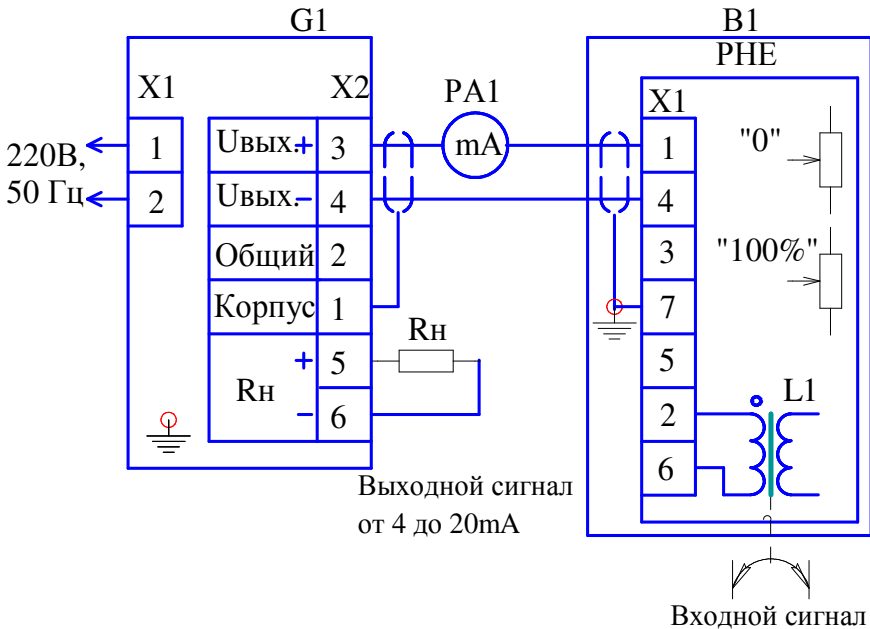 G1
B1
PHE
X1
X2
PA1
X1
220В,
50 Гц
1
2
Uвых.+
3
mA
1
"0"
Uвых.-
4
4
Общий
2
3
"100%"
Корпус
1
7
Rн
+
5
5
Rн
-
6
2
L1
6
Выходной сигнал
от 4 до 20mA
Входной сигнал